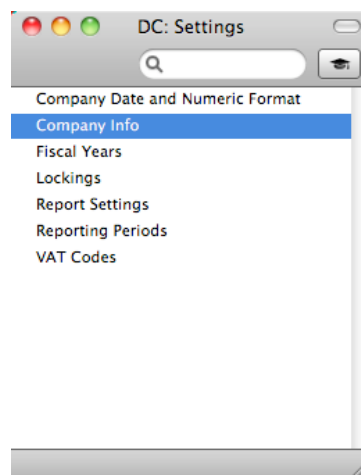 DC: Settings
Company Date and Numeric Format
Company Info
Fiscal Years
Lockings
Report Settings
Reporting Periods
VAT Codes